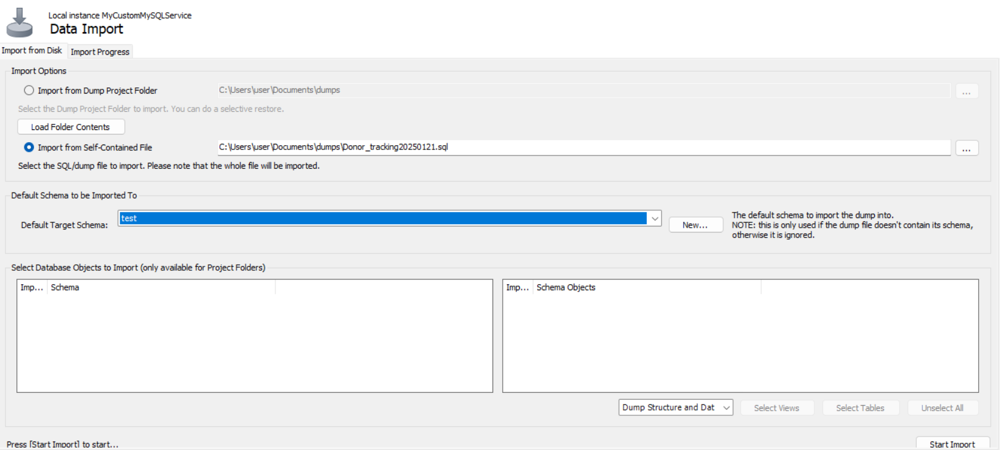 Local instance MyCustomMySQLService
Data Import
Import from Disk
Import Progress
Import Options
Import from Dump Project Folder
C:\Users\user\Documents\dumps
...
Select the Dump Project Folder to import. You can do a selective restore.
Load Folder Contents
Import from Self-Contained File
C:\Users\user\Documents\dumps\Donor_tracking20250121.sql
...
Select the SQL/dump file to import. Please note that the whole file will be imported.
Default Schema to be Imported To
Default Target Schema:
test
New...
The default schema to import the dump into.
NOTE: this is only used if the dump file doesn't contain its schema,
otherwise it is ignored.
Select Database Objects to Import (only available for Project Folders)
Imp... Schema
Imp... Schema Objects
Dump Structure and Dat
Select Views
Select Tables
Unselect All
Press [Start Import] to start...
Start Import